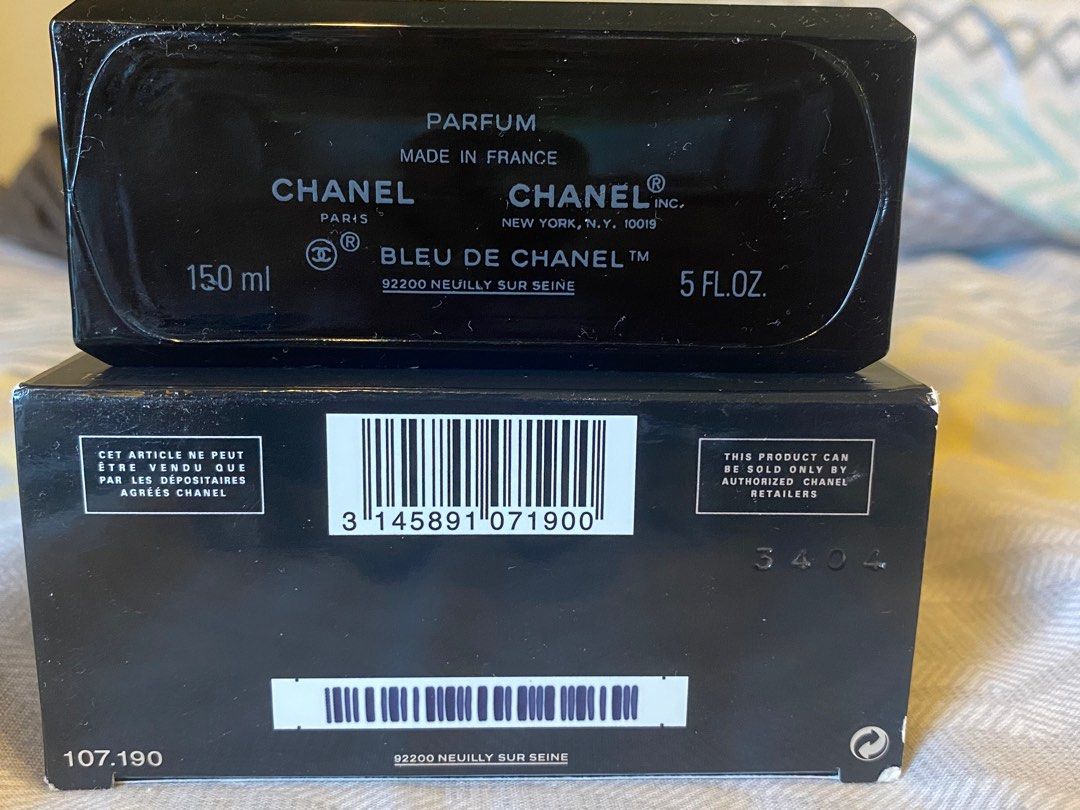 PARFUM
MADE IN FRANCE
CHANEL
PARIS
CHANEL® INC.
NEW YORK, N.Y. 10019
® BLEU DE CHANEL™
92200 NEUILLY SUR SEINE
150 ml
5 FL.OZ.
CET ARTICLE NE PEUT
ÊTRE VENDU QUE
PAR LES DÉPOSITAIRES
AGRÉÉS CHANEL
3 145891 071900
THIS PRODUCT CAN
BE SOLD ONLY BY
AUTHORIZED CHANEL
RETAILERS
3404
107.190
92200 NEUILLY SUR SEINE